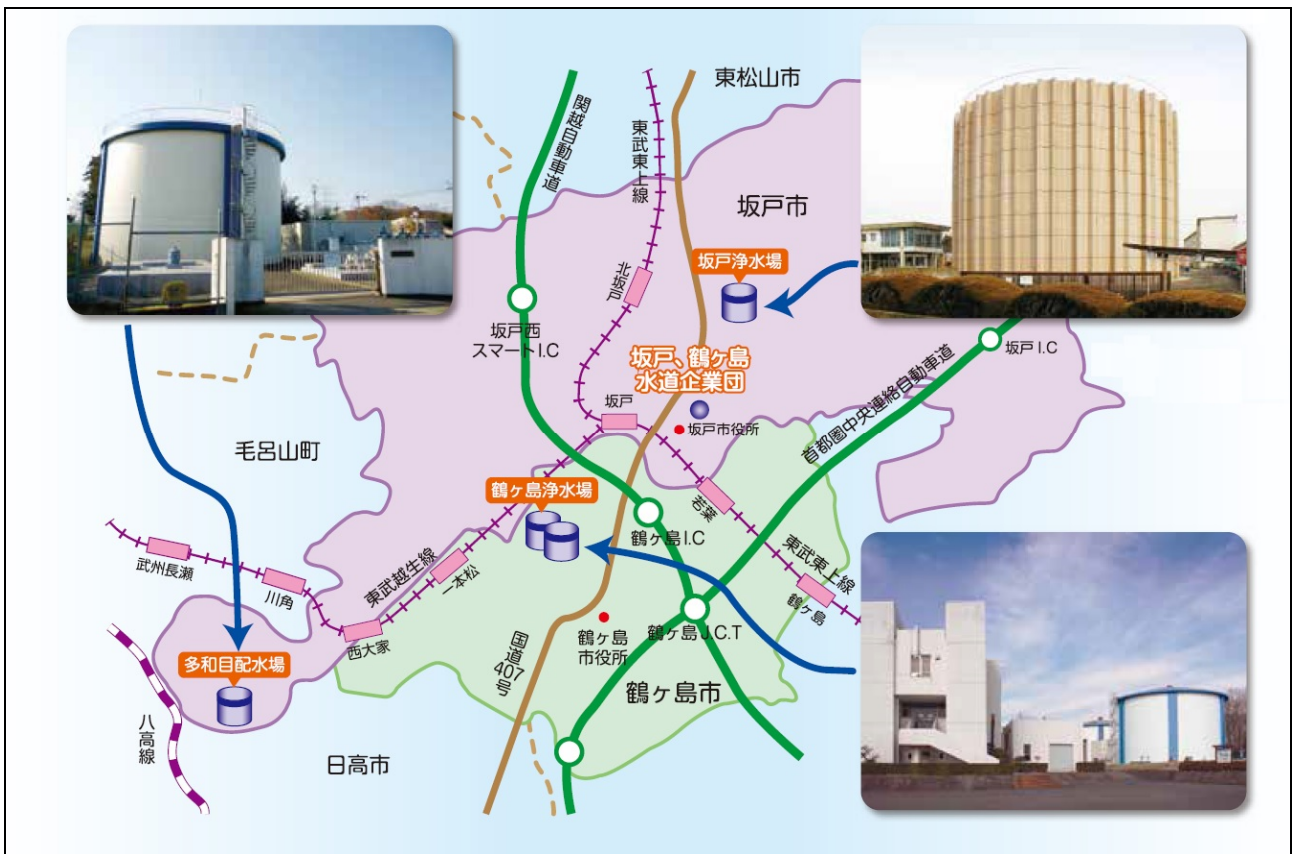 東松山市
関越自動車道
東武東上線
坂戸市
坂戸浄水場
北坂戸
坂戸西
スマートI.C
坂戸 I.C
坂戸、鶴ヶ島
水道企業団
首都圏中央連絡自動車道
坂戸
坂戸市役所
毛呂山町
鶴ヶ島浄水場
若葉
鶴ヶ島I.C
東武越生線
一本松
東武東上線
武州長瀬
川角
鶴ヶ島
西大家
鶴ヶ島
市役所
鶴ヶ島J.C.T
多和目配水場
国道407号
鶴ヶ島市
八高線
日高市